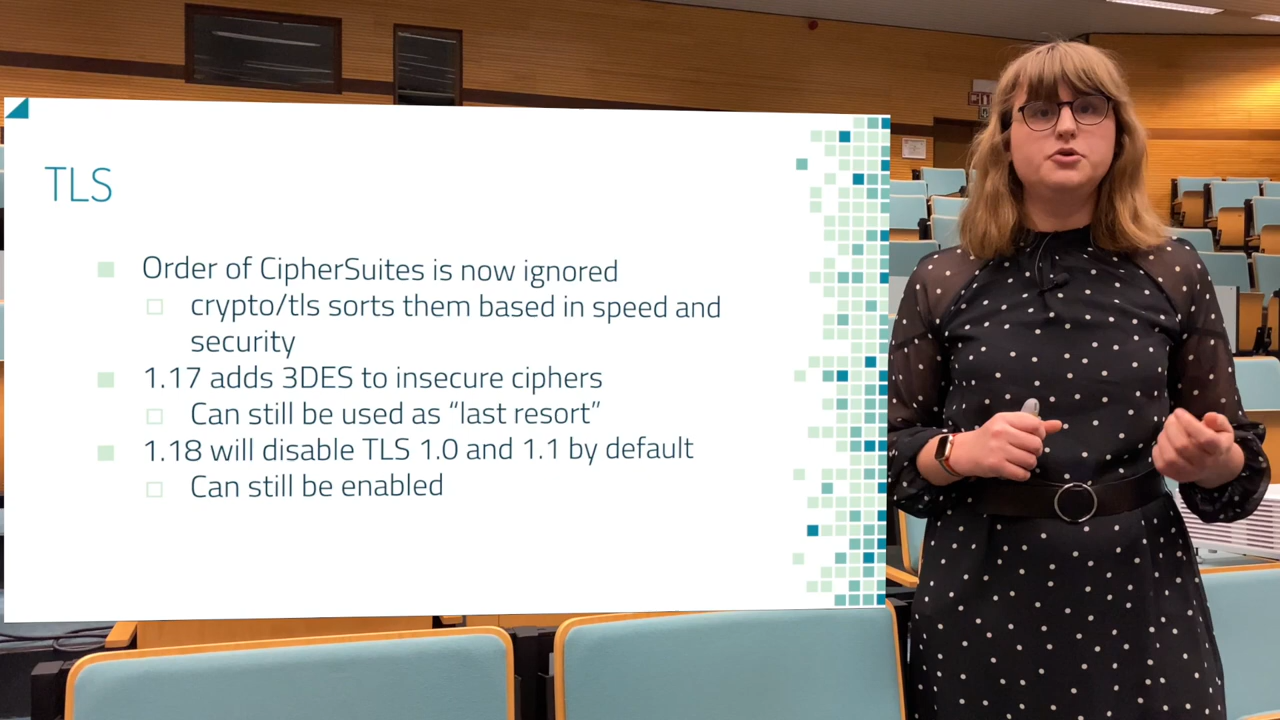 TLS
Order of CipherSuites is now ignored
crypto/tls sorts them based in speed and
security
1.17 adds 3DES to insecure ciphers
Can still be used as “last resort”
1.18 will disable TLS 1.0 and 1.1 by default
Can still be enabled